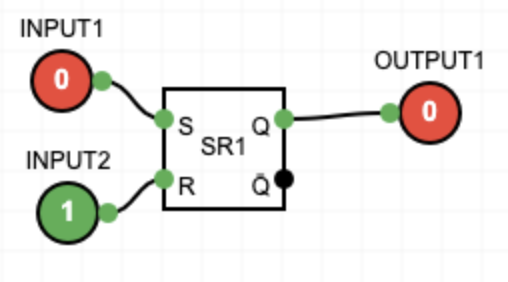 INPUT1
0
OUTPUT1
0
S
Q
SR1
INPUT2
1
R
Q̄